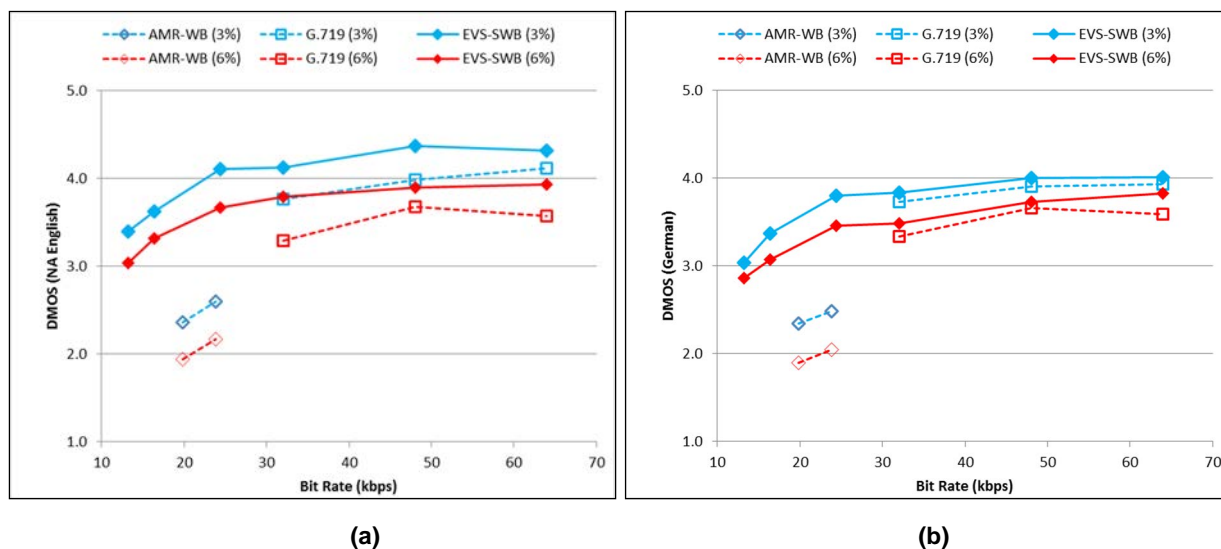 AMR-WB (3%) G.719 (3%) EVS-SWB (3%)
AMR-WB (6%) G.719 (6%) EVS-SWB (6%)
5.0
4.0
3.0
2.0
1.0
DMOS (NA English)
10 20 30 40 50 60 70
Bit Rate (kbps)
(a)
AMR-WB (3%) G.719 (3%) EVS-SWB (3%)
AMR-WB (6%) G.719 (6%) EVS-SWB (6%)
5.0
4.0
3.0
2.0
1.0
DMOS (German)
10 20 30 40 50 60 70
Bit Rate (kbps)
(b)